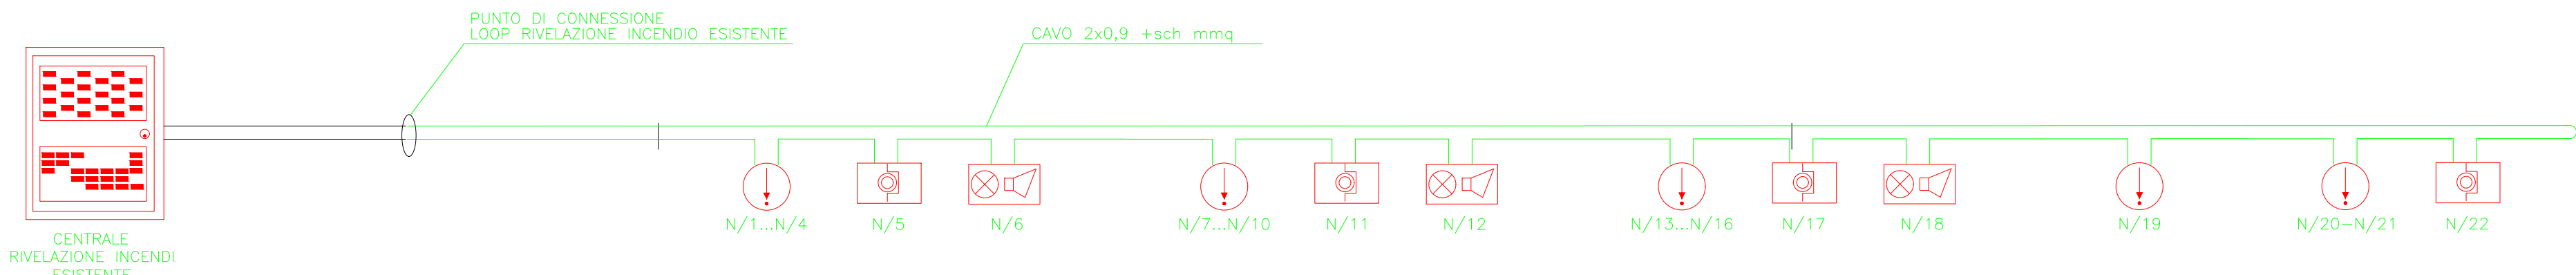 PUNTO DI CONNESSIONE
LOOP RIVELAZIONE INCENDIO ESISTENTE
CAVO 2x0,9 +sch mmq
N/1...N/4
N/5
N/6
N/7...N/10
N/11
N/12
N/13...N/16
N/17
N/18
N/19
N/20-N/21
N/22
CENTRALE
RIVELAZIONE INCENDI
ESISTENTE